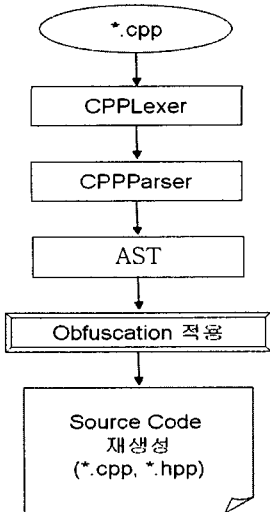 *.cpp
CPPLexer
CPPParser
AST
Obfuscation 적용
Source Code
재생성
(*.cpp, *.hpp)